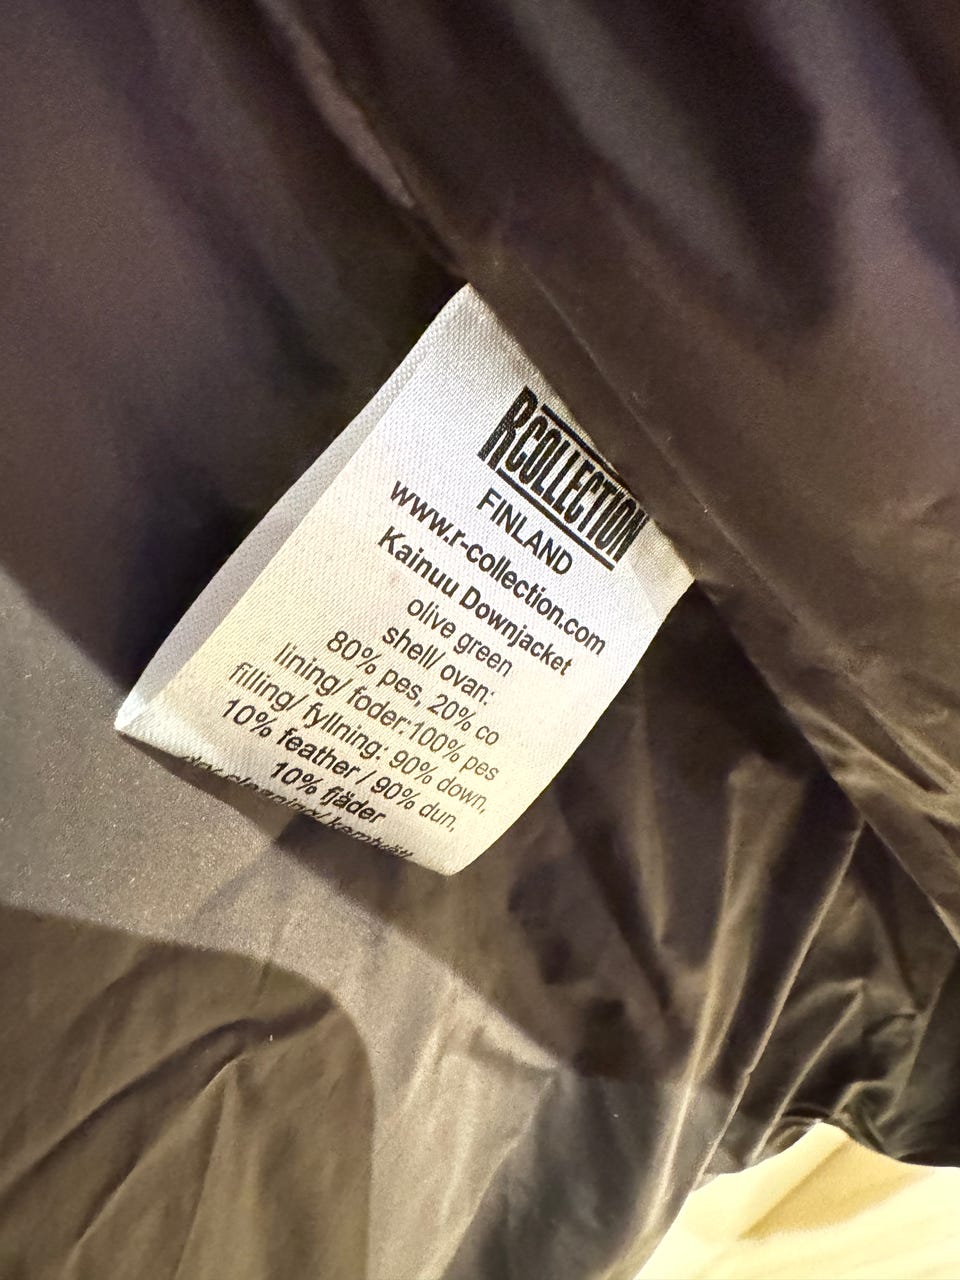 RCOLLECTION
FINLAND
www.r-collection.com
Kainuu Downjacket
olive green
shell/ ovan:
80% pes, 20% co
lining/ foder:100% pes
filling/ fyllning: 90% down,
10% feather / 90% dun,
10% fjäder
cleaning/